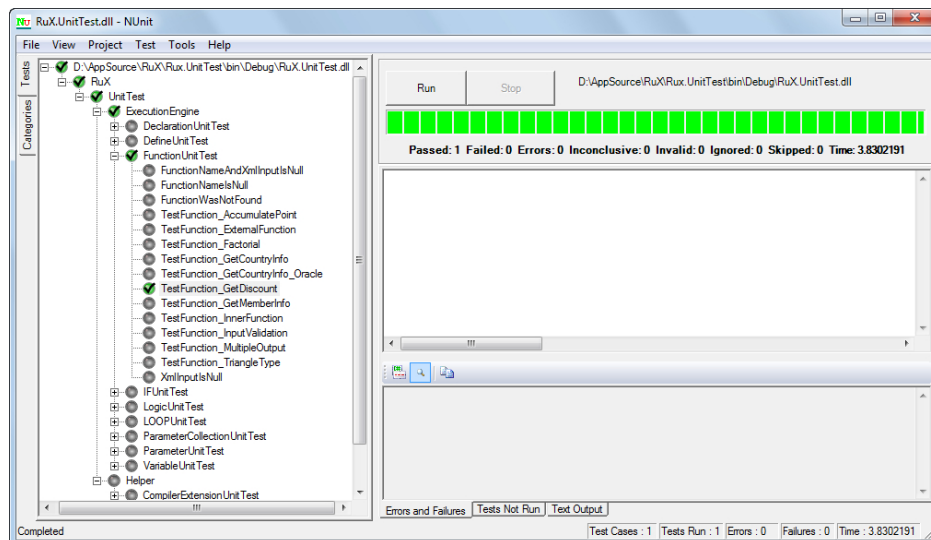 RuX.UnitTest.dll - NUnit
File View Project Test Tools Help
Tests
Categories
D:\AppSource\RuX\Rux.UnitTest\bin\Debug\RuX.UnitTest.dll
RuX
UnitTest
ExecutionEngine
DeclarationUnitTest
DefineUnitTest
FunctionUnitTest
FunctionNameAndXmlInputIsNull
FunctionNameIsNull
FunctionWasNotFound
TestFunction_AccumulatePoint
TestFunction_ExternalFunction
TestFunction_Factorial
TestFunction_GetCountryInfo
TestFunction_GetCountryInfo_Oracle
TestFunction_GetDiscount
TestFunction_GetMemberInfo
TestFunction_InnerFunction
TestFunction_InputValidation
TestFunction_MultipleOutput
TestFunction_TriangleType
XmlInputIsNull
IFUnitTest
LogicUnitTest
LOOPUnitTest
ParameterCollectionUnitTest
ParameterUnitTest
VariableUnitTest
Helper
CompilerExtensionUnitTest
Run
Stop
D:\AppSource\RuX\Rux.UnitTest\bin\Debug\RuX.UnitTest.dll
Passed: 1 Failed: 0 Errors: 0 Inconclusive: 0 Invalid: 0 Ignored: 0 Skipped: 0 Time: 3.8302191
Errors and Failures Tests Not Run Text Output
Completed
Test Cases : 1 Tests Run : 1 Errors : 0 Failures : 0 Time : 3.8302191